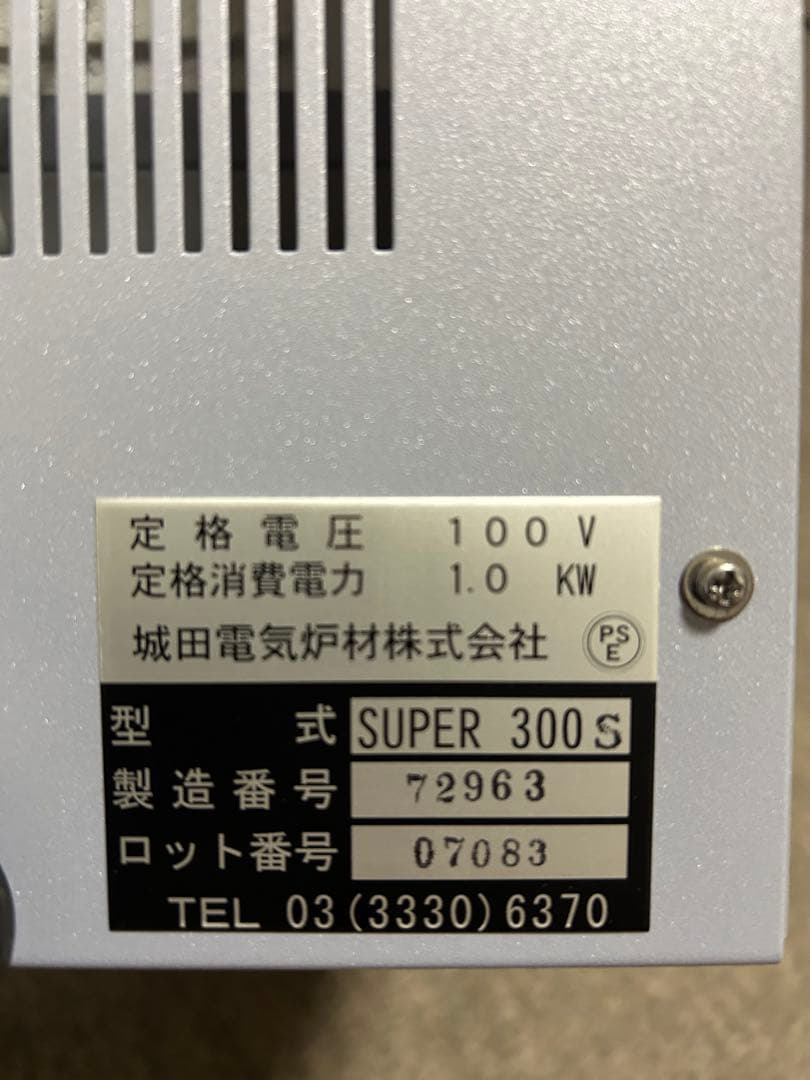 定格電圧 100 V
定格消費電力 1.0 KW
城田電気炉材株式会社 PSE
型式 SUPER 300S
製造番号 72963
ロット番号 07083
TEL 03(3330)6370